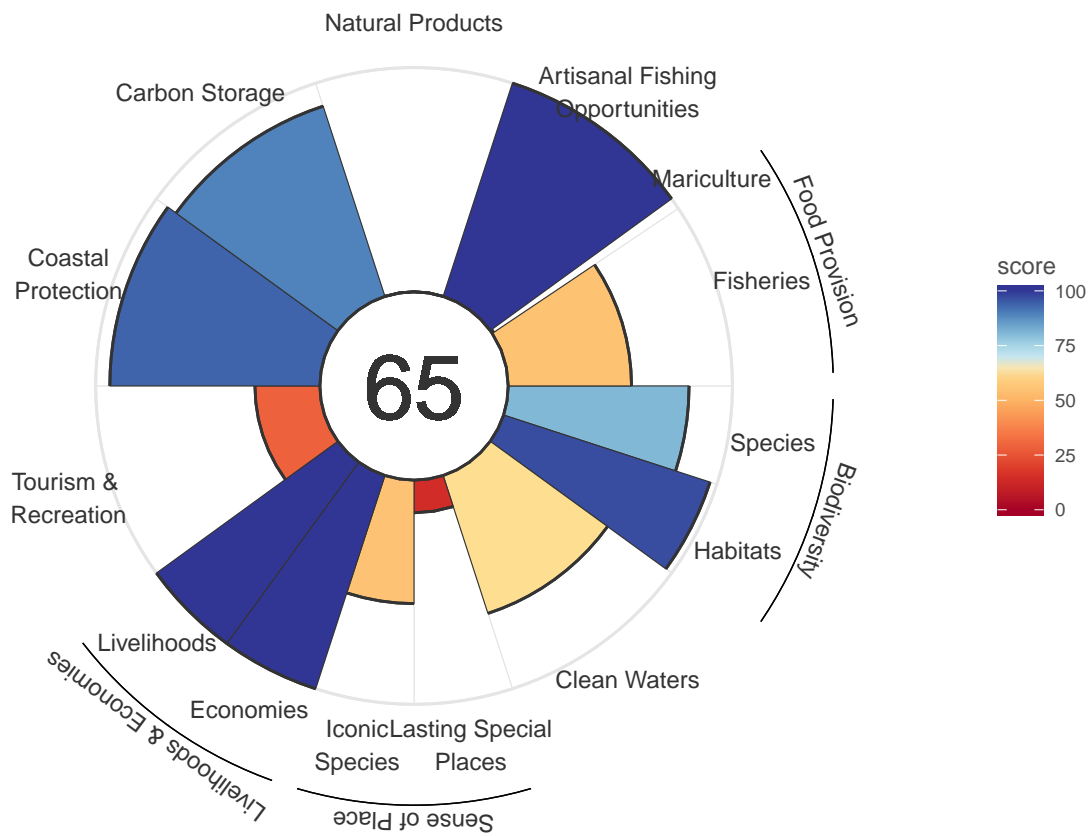 Natural Products
Artisanal Fishing
Opportunities
Carbon Storage
Mariculture
Food Provision
Coastal
Protection
Fisheries
score
100
75
50
25
0
65
Species
Biodiversity
Tourism &
Recreation
Habitats
Livelihoods
Clean Waters
Livelihoods & Economies
Economies
Iconic
Species
Lasting Special
Places
Sense of Place